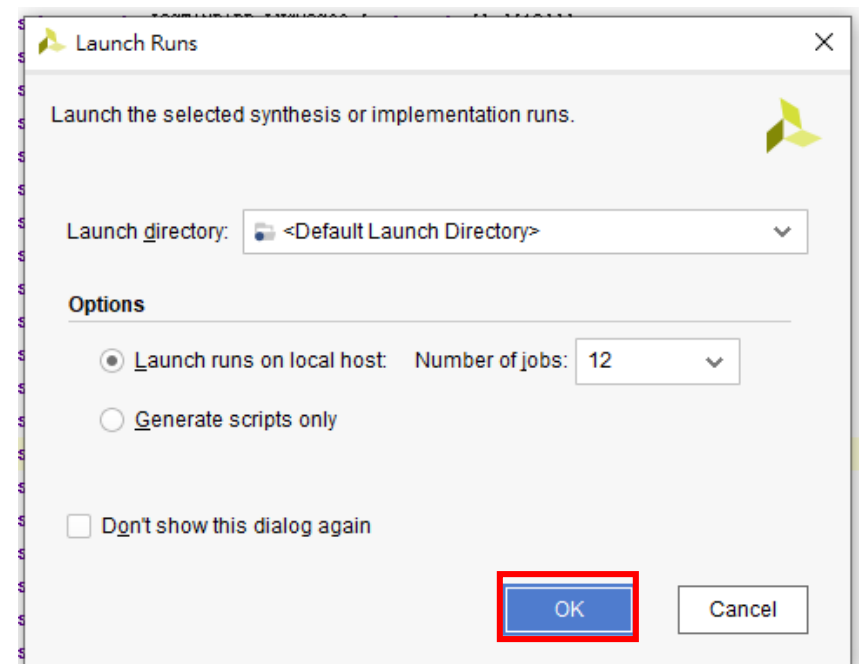 Launch Runs
Launch the selected synthesis or implementation runs.
Launch directory: <Default Launch Directory>
Options
Launch runs on local host: Number of jobs: 12
Generate scripts only
Don't show this dialog again
OK Cancel